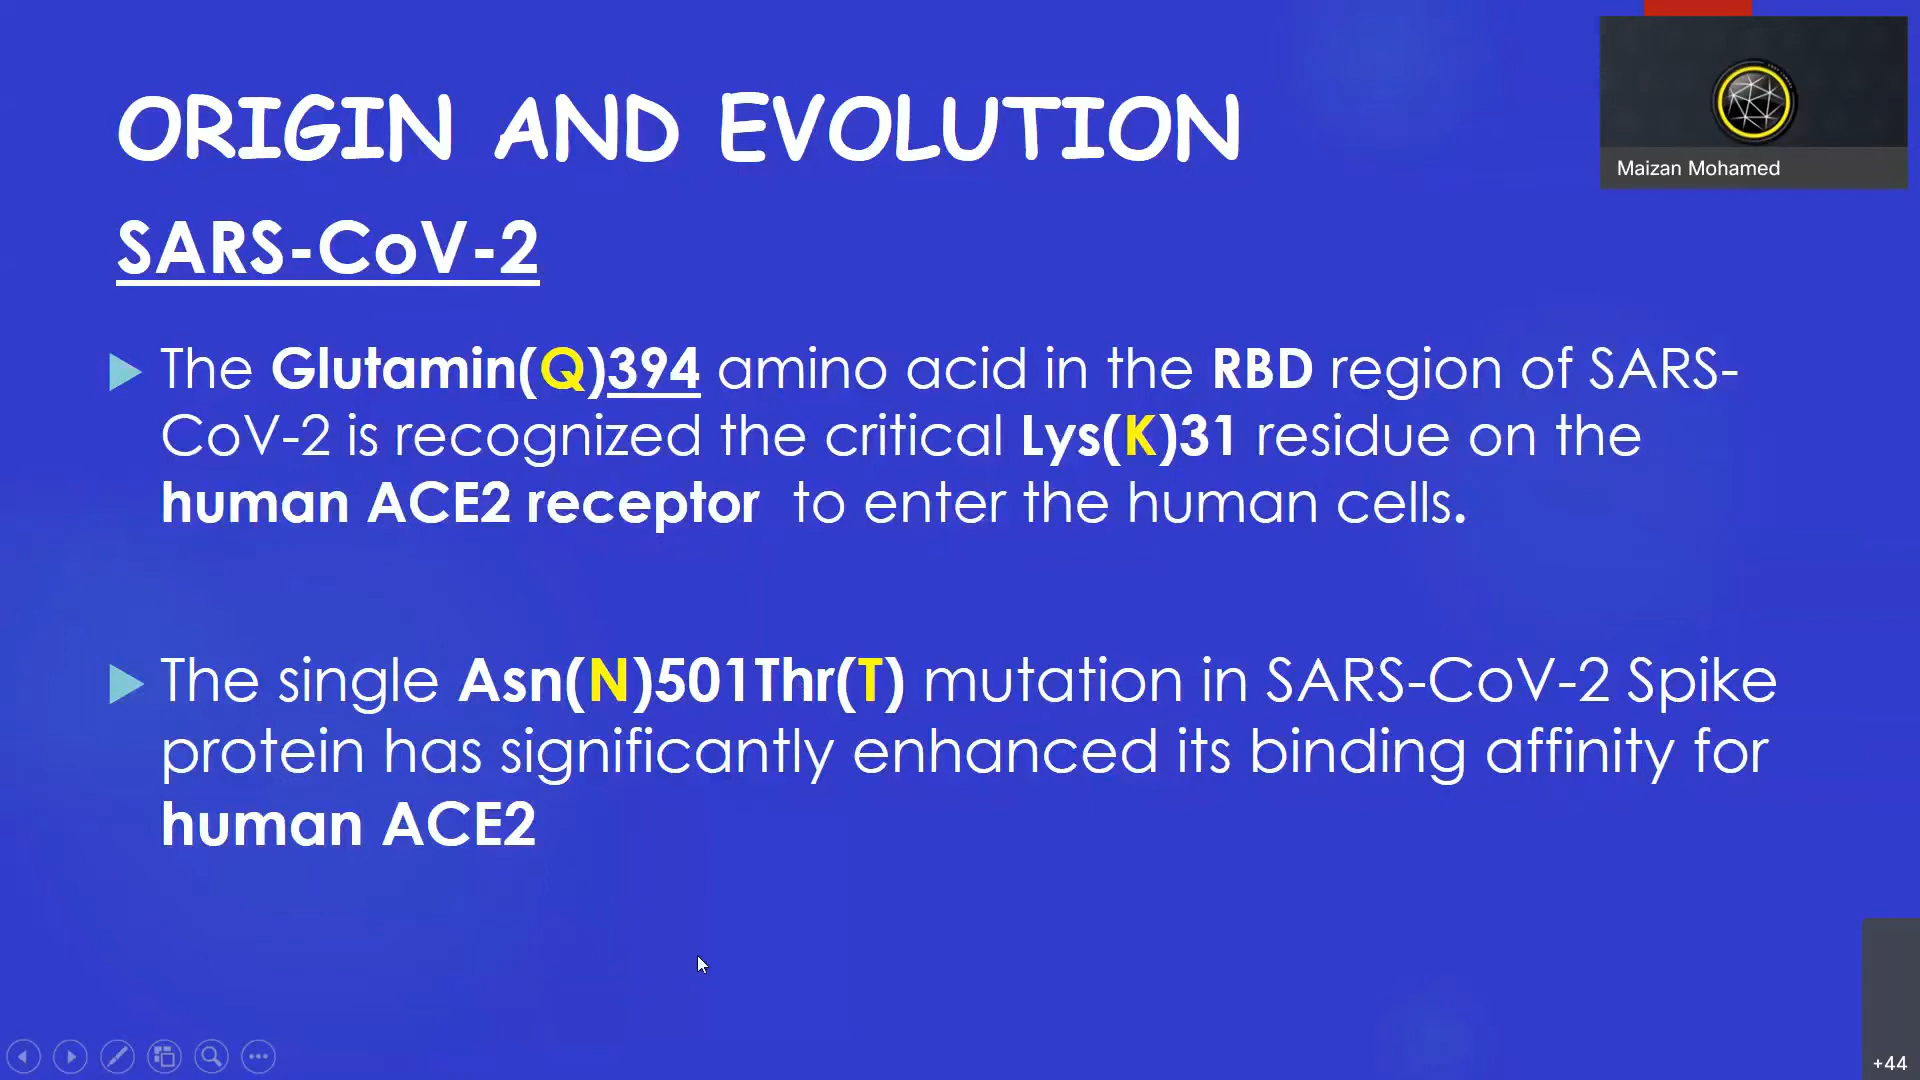 ORIGIN AND EVOLUTION
Maizan Mohamed
SARS-CoV-2
The Glutamin(Q)394 amino acid in the RBD region of SARS-
CoV-2 is recognized the critical Lys(K)31 residue on the
human ACE2 receptor to enter the human cells.
The single Asn(N)501Thr(T) mutation in SARS-CoV-2 Spike
protein has significantly enhanced its binding affinity for
human ACE2
+44